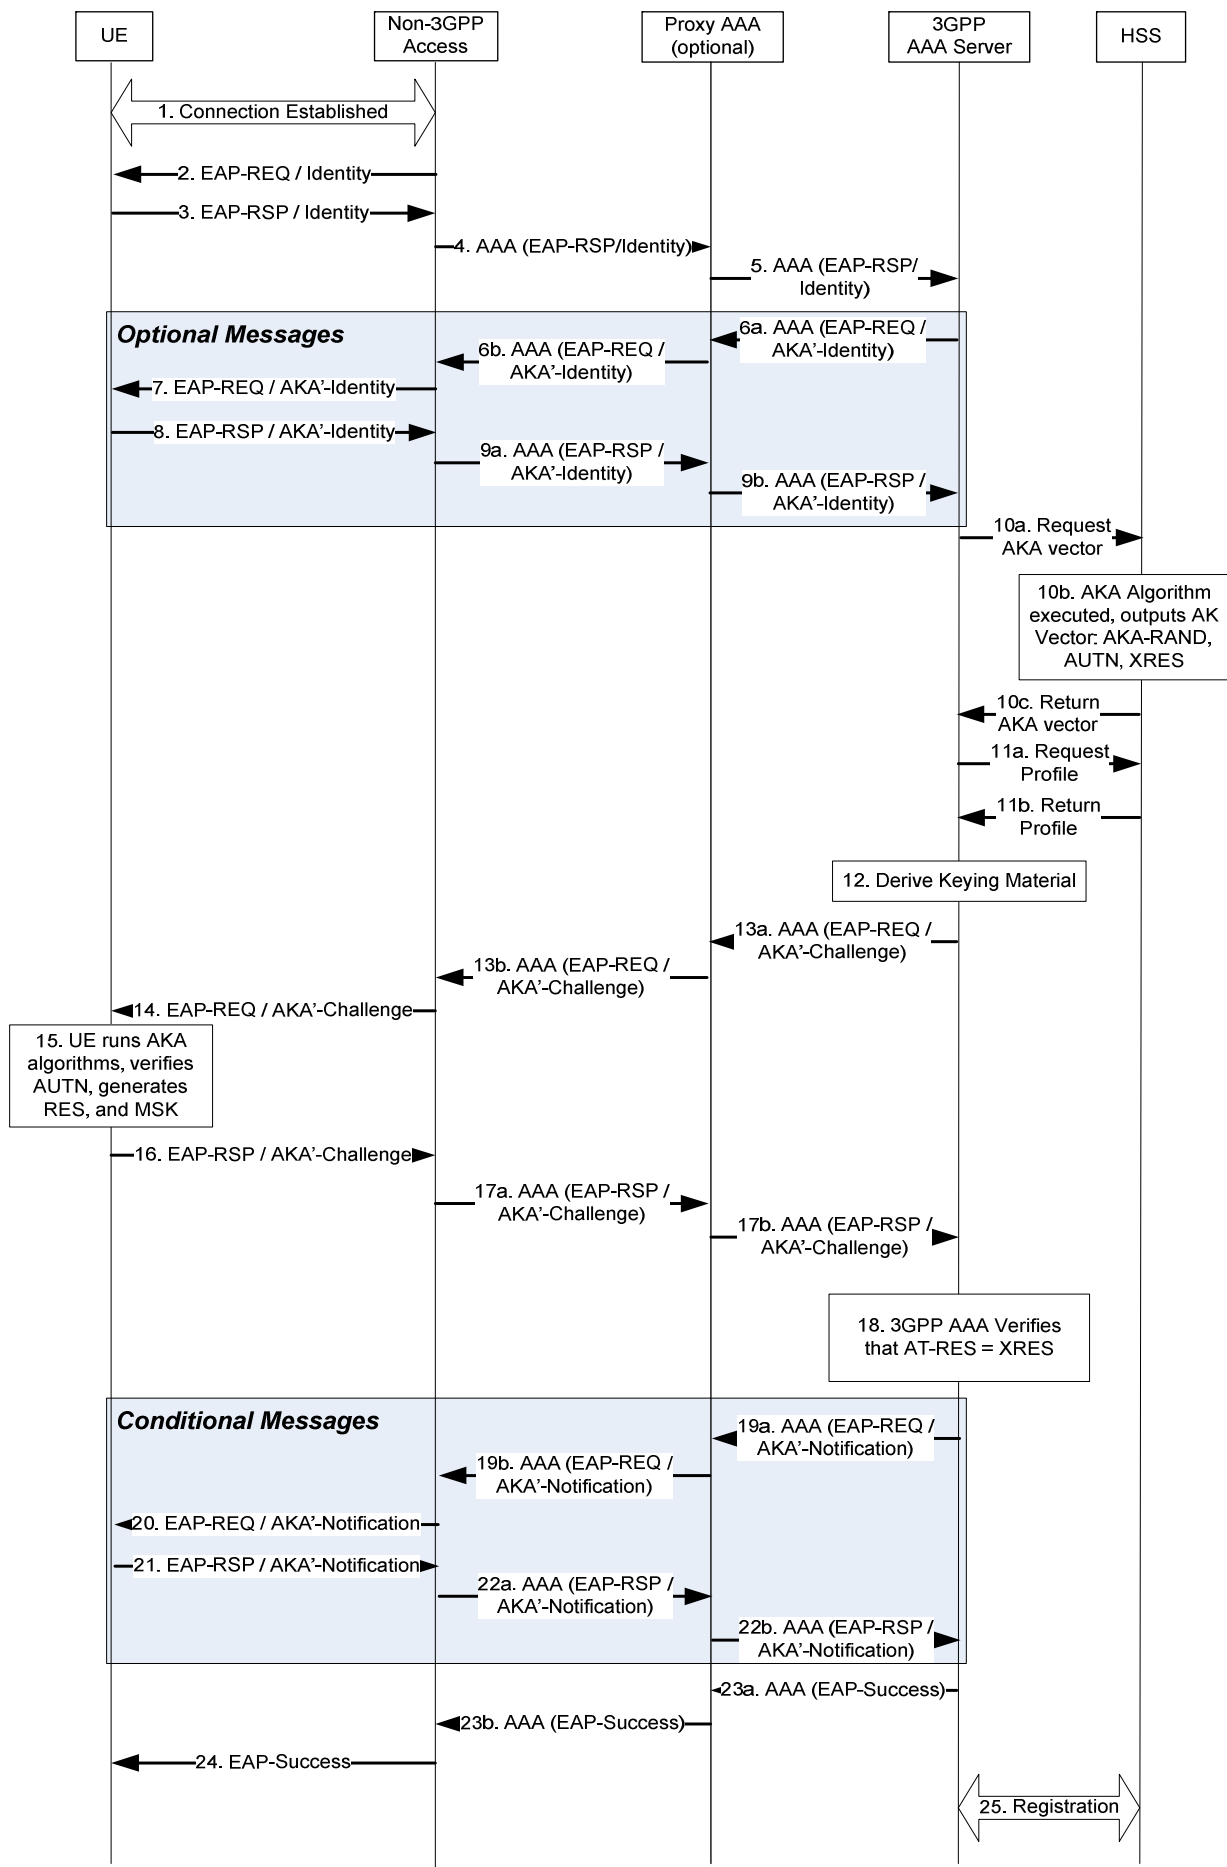 UE
Non-3GPP
Access
Proxy AAA
(optional)
3GPP
AAA Server
HSS
1. Connection Established
2. EAP-REQ / Identity
3. EAP-RSP / Identity
4. AAA (EAP-RSP/Identity)
5. AAA (EAP-RSP/
Identity)
Optional Messages
6a. AAA (EAP-REQ /
AKA’-Identity)
6b. AAA (EAP-REQ /
AKA’-Identity)
7. EAP-REQ / AKA’-Identity
8. EAP-RSP / AKA’-Identity
9a. AAA (EAP-RSP /
AKA’-Identity)
9b. AAA (EAP-RSP /
AKA’-Identity)
10a. Request
AKA vector
10b. AKA Algorithm
executed, outputs AK
Vector: AKA-RAND,
AUTN, XRES
10c. Return
AKA vector
11a. Request
Profile
11b. Return
Profile
12. Derive Keying Material
13a. AAA (EAP-REQ /
AKA’-Challenge)
13b. AAA (EAP-REQ /
AKA’-Challenge)
14. EAP-REQ / AKA’-Challenge
15. UE runs AKA
algorithms, verifies
AUTN, generates
RES, and MSK
16. EAP-RSP / AKA’-Challenge
17a. AAA (EAP-RSP /
AKA’-Challenge)
17b. AAA (EAP-RSP /
AKA’-Challenge)
18. 3GPP AAA Verifies
that AT-RES = XRES
Conditional Messages
19a. AAA (EAP-REQ /
AKA’-Notification)
19b. AAA (EAP-REQ /
AKA’-Notification)
20. EAP-REQ / AKA’-Notification
21. EAP-RSP / AKA’-Notification
22a. AAA (EAP-RSP /
AKA’-Notification)
22b. AAA (EAP-RSP /
AKA’-Notification)
23a. AAA (EAP-Success)
23b. AAA (EAP-Success)
24. EAP-Success
25. Registration